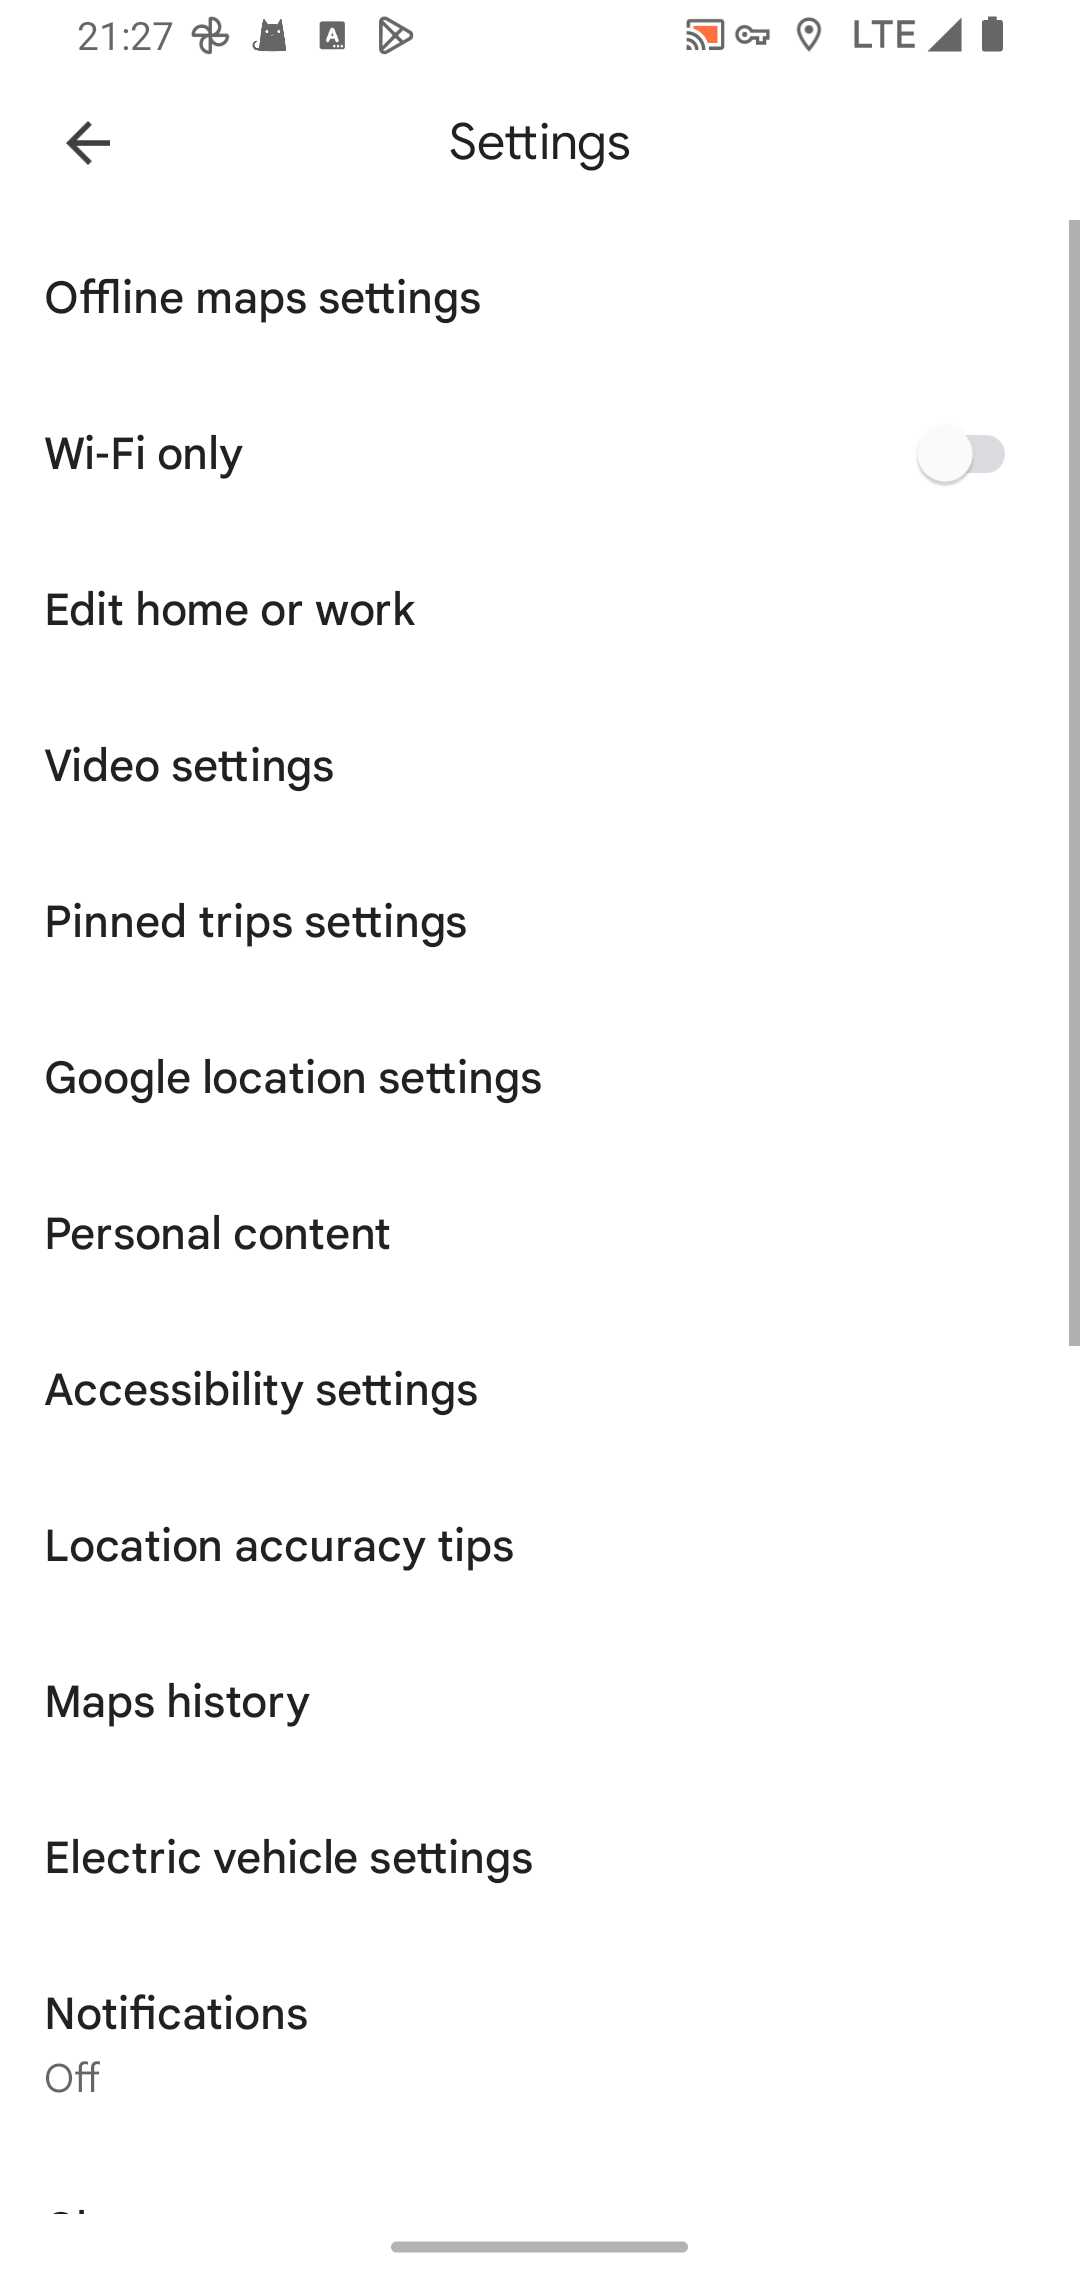 21:27 LTE
Settings
Offline maps settings
Wi-Fi only
Edit home or work
Video settings
Pinned trips settings
Google location settings
Personal content
Accessibility settings
Location accuracy tips
Maps history
Electric vehicle settings
Notifications
Off